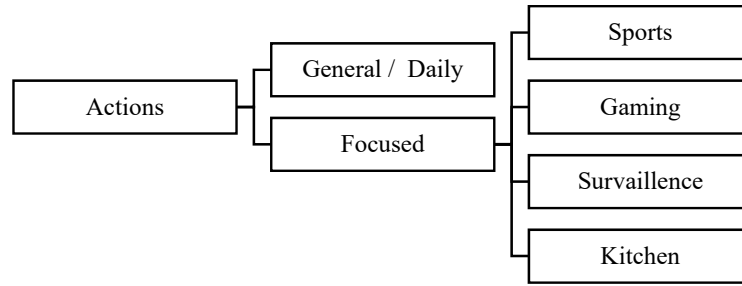 Actions
General /  Daily
Focused
Sports
Gaming
Survaillence
Kitchen